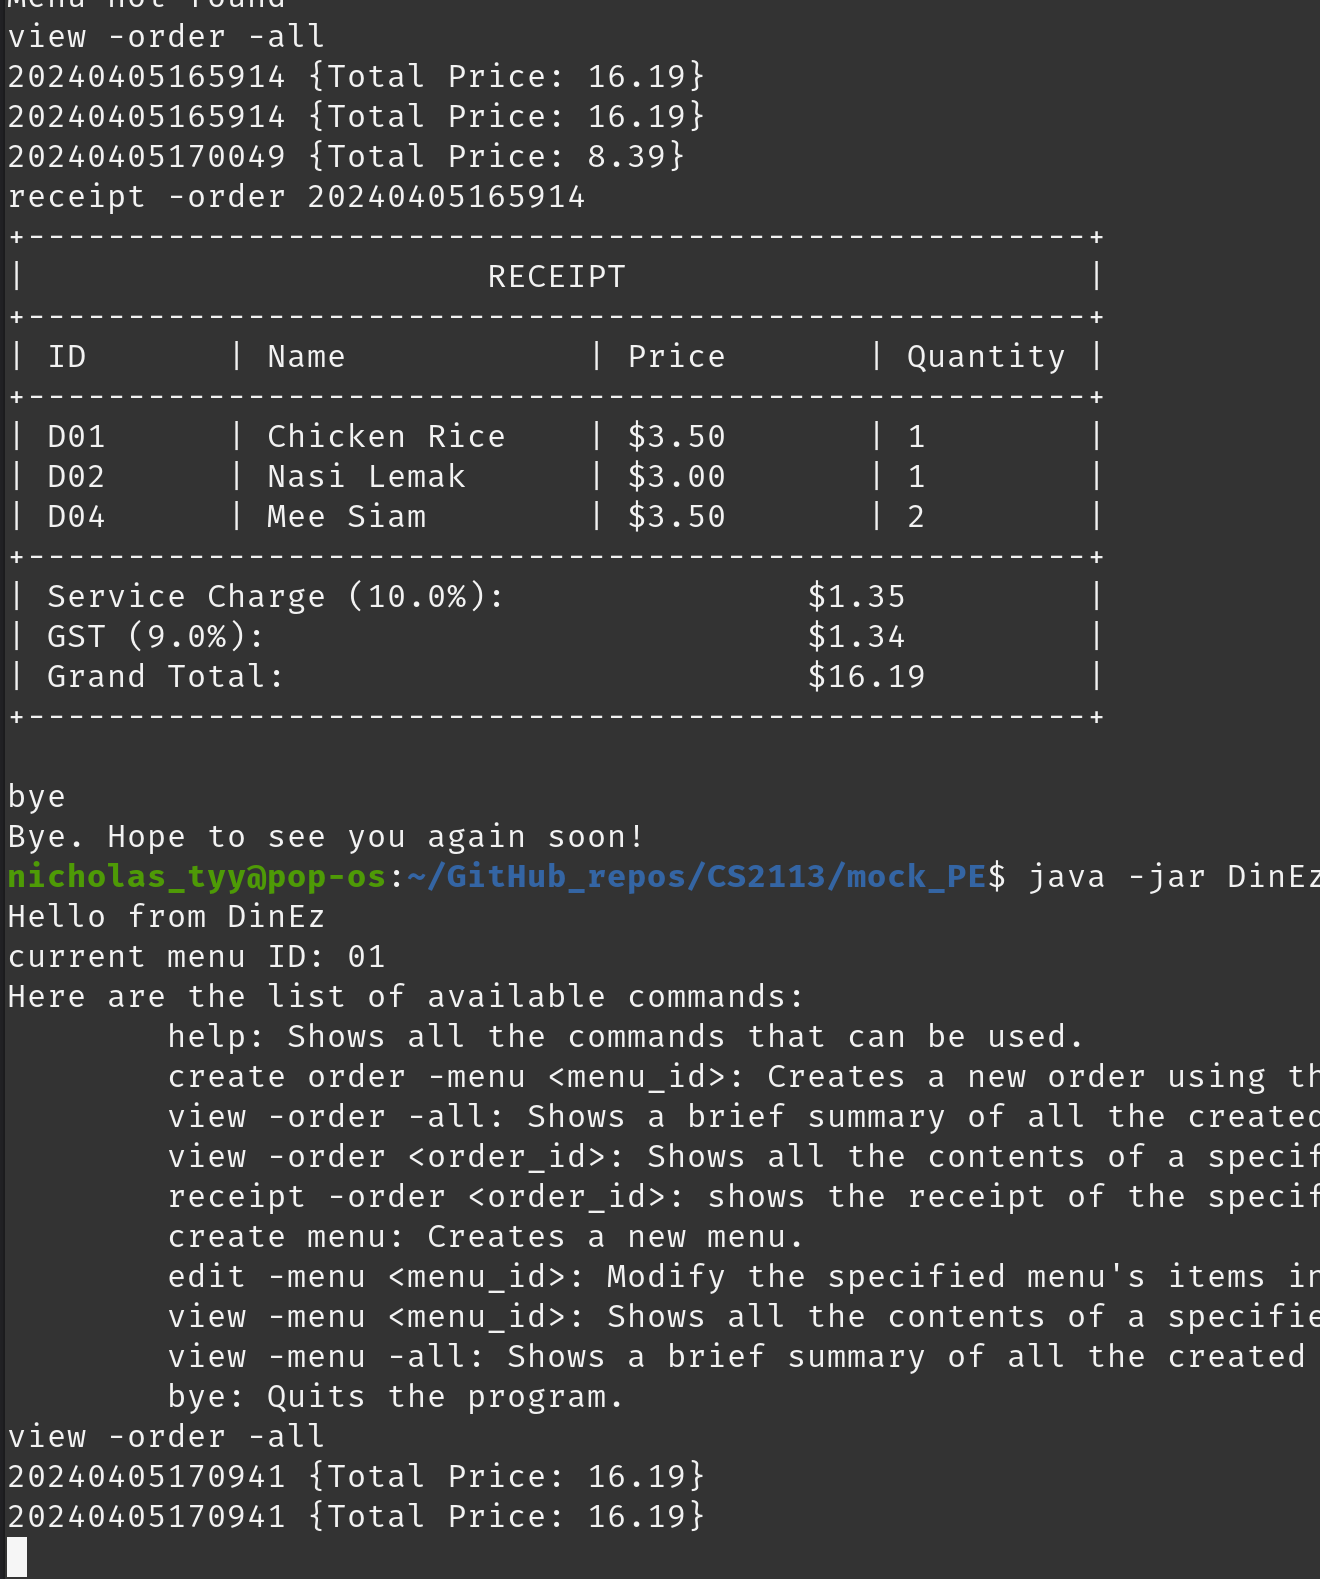 Menu not found
view -order -all
20240405165914 {Total Price: 16.19}
20240405165914 {Total Price: 16.19}
20240405170049 {Total Price: 8.39}
receipt -order 20240405165914
+-----------------------------------------------------+
|                       RECEIPT                       |
+-----------------------------------------------------+
| ID       | Name            | Price       | Quantity |
+-----------------------------------------------------+
| D01      | Chicken Rice    | $3.50       | 1        |
| D02      | Nasi Lemak      | $3.00       | 1        |
| D04      | Mee Siam        | $3.50       | 2        |
+-----------------------------------------------------+
| Service Charge (10.0%):               $1.35         |
| GST (9.0%):                           $1.34         |
| Grand Total:                          $16.19        |
+-----------------------------------------------------+
bye
Bye. Hope to see you again soon!
nicholas_tyy@pop-os:~/GitHub_repos/CS2113/mock_PE$ java -jar DinEz
Hello from DinEz
current menu ID: 01
Here are the list of available commands:
help: Shows all the commands that can be used.
create order -menu <menu_id>: Creates a new order using th
view -order -all: Shows a brief summary of all the created
view -order <order_id>: Shows all the contents of a specif
receipt -order <order_id>: shows the receipt of the specif
create menu: Creates a new menu.
edit -menu <menu_id>: Modify the specified menu's items in
view -menu <menu_id>: Shows all the contents of a specifie
view -menu -all: Shows a brief summary of all the created
bye: Quits the program.
view -order -all
20240405170941 {Total Price: 16.19}
20240405170941 {Total Price: 16.19}